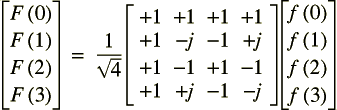 F(0) +1 +1 +1 +1 f(0)
F(1) = 1/√4 +1 -j -1 +j f(1)
F(2) +1 -1 +1 -1 f(2)
F(3) +1 +j -1 -j f(3)